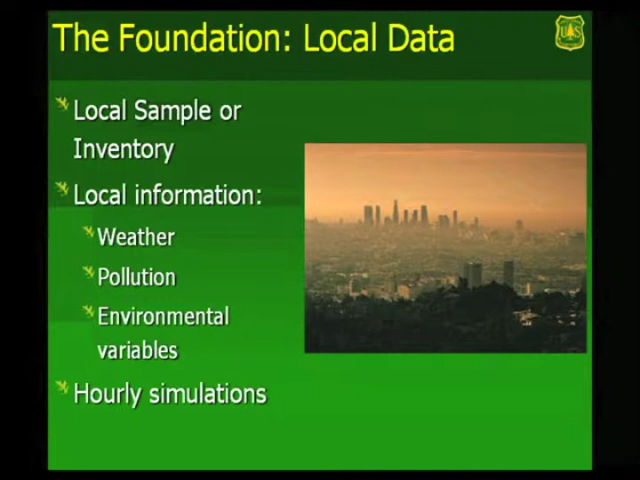 The Foundation: Local Data
U S
Local Sample or
Inventory
Local information:
Weather
Pollution
Environmental
variables
Hourly simulations